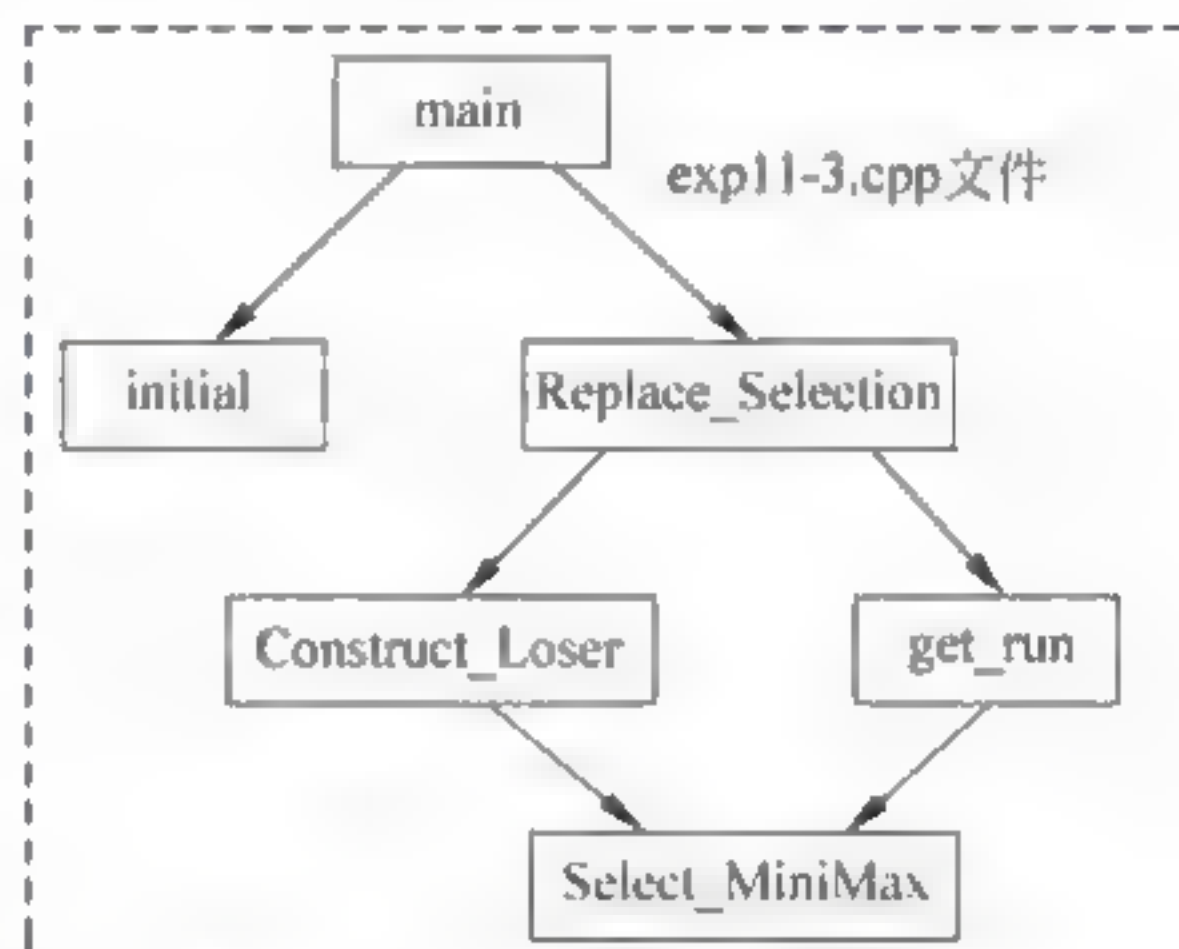 main
exp11-3.cpp文件
initial
Replace_Selection
Construct_Loser
get_run
Select_MiniMax